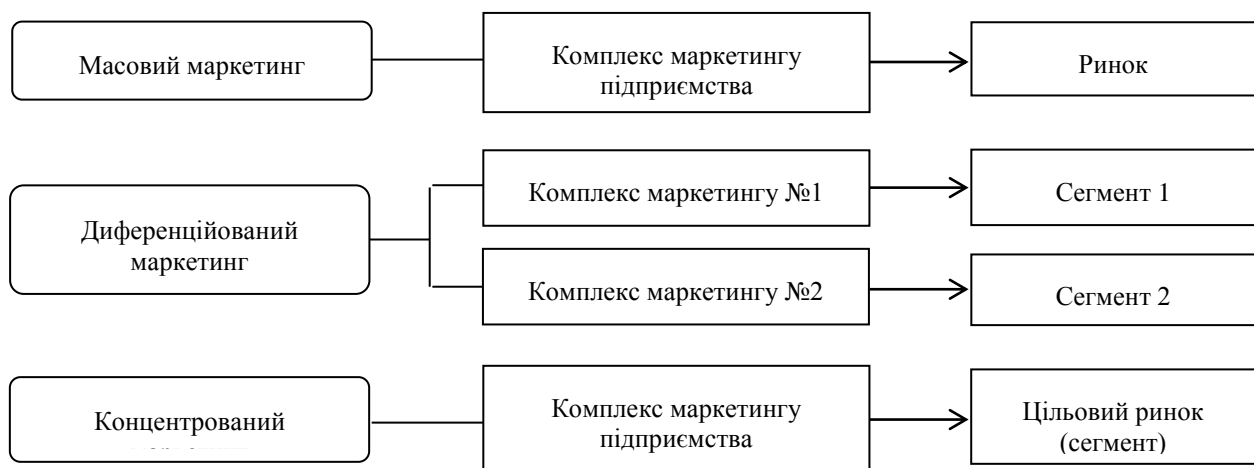 Масовий маркетинг
Комплекс маркетингу
підприємства
Ринок
Диференційований
маркетинг
Комплекс маркетингу №1
Сегмент 1
Комплекс маркетингу №2
Сегмент 2
Концентрований
Комплекс маркетингу
підприємства
Цільовий ринок
(сегмент)